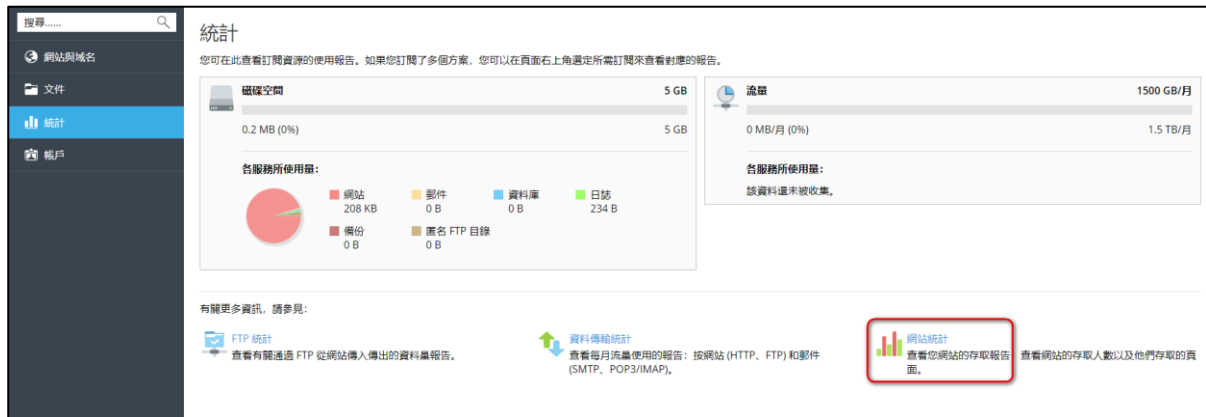 搜尋......
網站與域名
文件
統計
帳戶
統計
您可在此查看訂閱資源的使用報告。如果您訂閱了多個方案，您可以在頁面右上角選定所需訂閱來查看對應的報告。
磁碟空間 5 GB
0.2 MB (0%) 5 GB
各服務所使用量：
網站 郵件 資料庫 日誌
208 KB 0 B 0 B 234 B
備份 匿名 FTP 目錄
0 B 0 B
流量 1500 GB/月
0 MB/月 (0%) 1.5 TB/月
各服務所使用量：
該資料還未被收集。
有關更多資訊，請參見：
FTP 統計
查看有關通過 FTP 從網站傳入傳出的資料量報告。
資料傳輸統計
查看每月流量使用的報告：按網站 (HTTP、FTP) 和郵件
(SMTP、POP3/IMAP)。
網站統計
查看您網站的存取報告 查看網站的存取人數以及他們存取的頁
面。